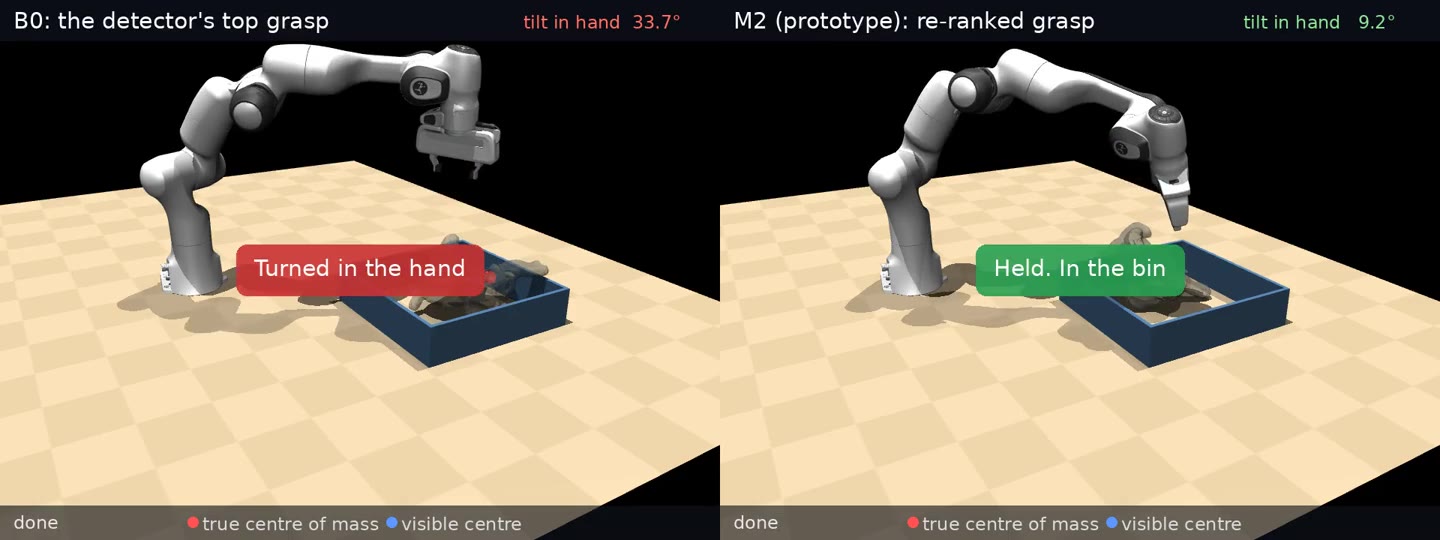 B0: the detector's top grasp
tilt in hand 33.7°
M2 (prototype): re-ranked grasp
tilt in hand 9.2°
Turned in the hand
Held. In the bin
done
true centre of mass
visible centre
done
true centre of mass
visible centre